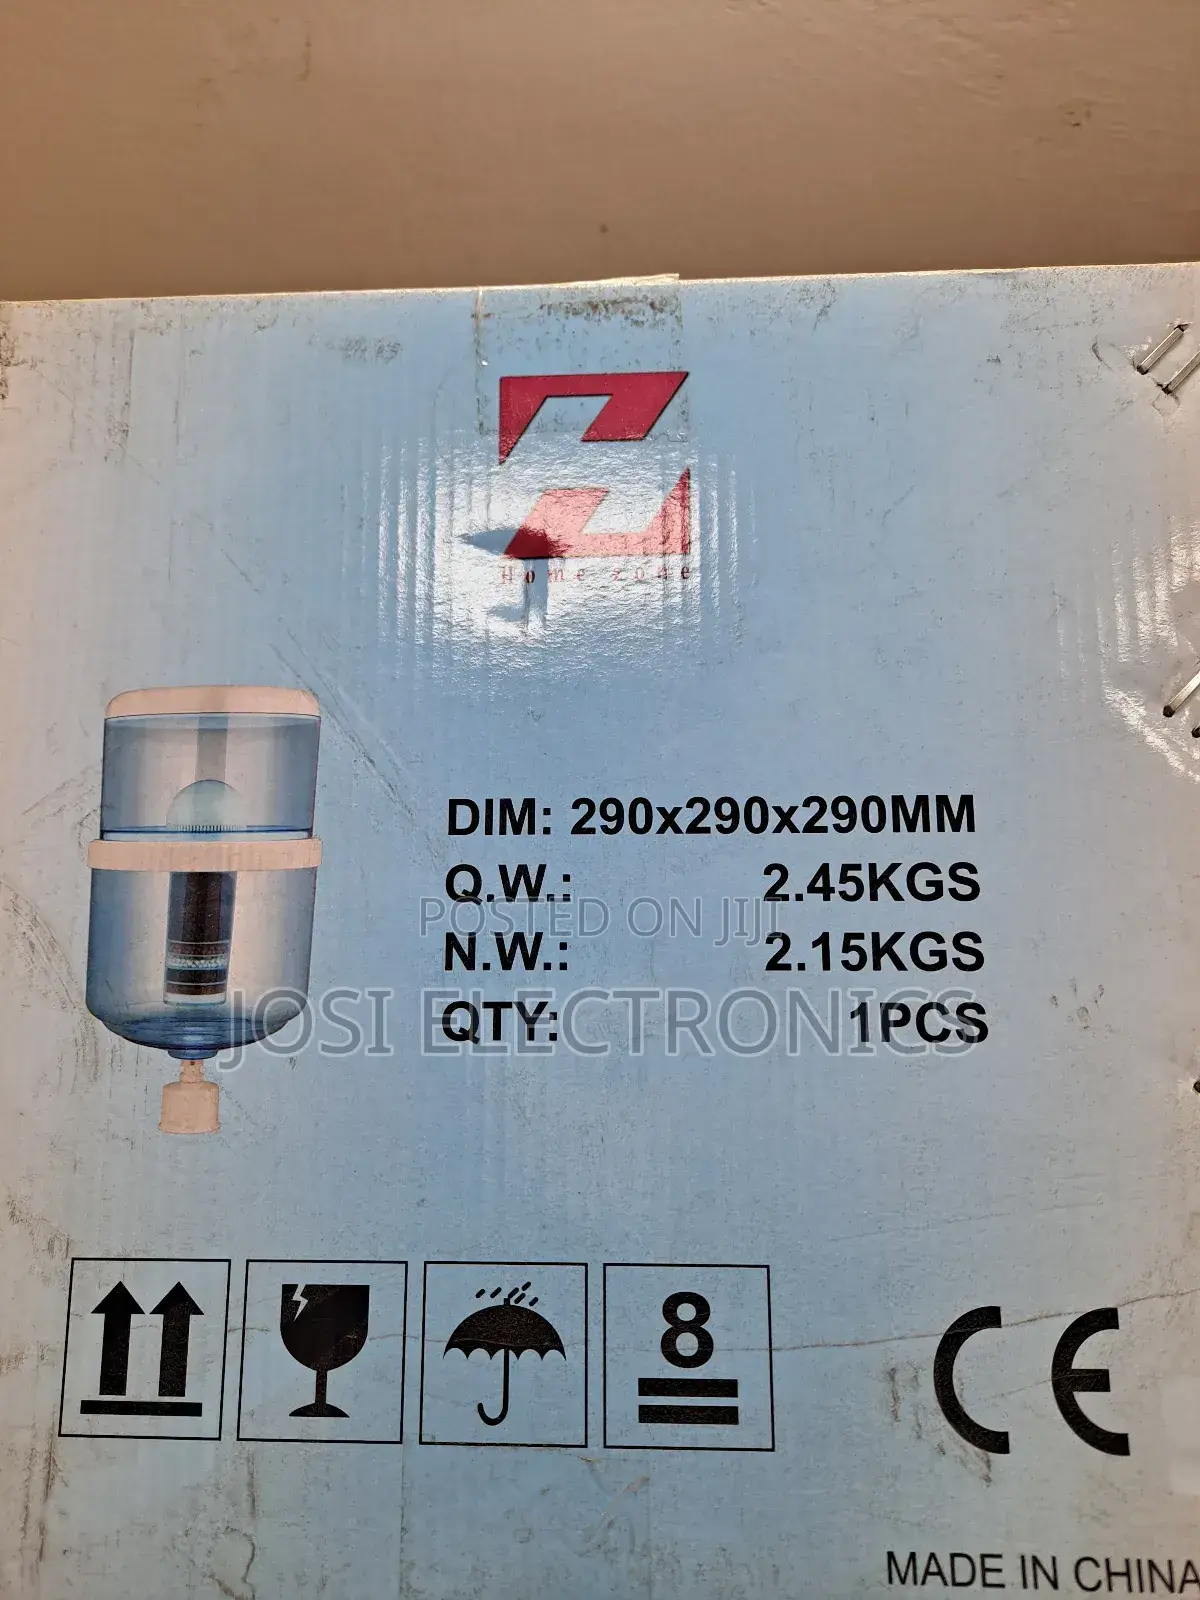 Home zone
DIM: 290x290x290MM
Q.W.: 2.45KGS
POSTED ON JIJI
N.W.: 2.15KGS
JOSI ELECTRONICS
QTY: 1PCS
8
CE
MADE IN CHINA